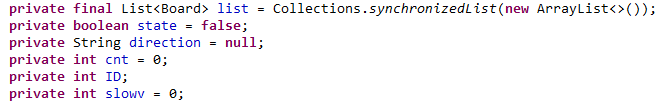 private final List<Board> list = Collections.synchronizedList(new ArrayList<>());
private boolean state = false;
private String direction = null;
private int cnt = 0;
private int ID;
private int slowv = 0;